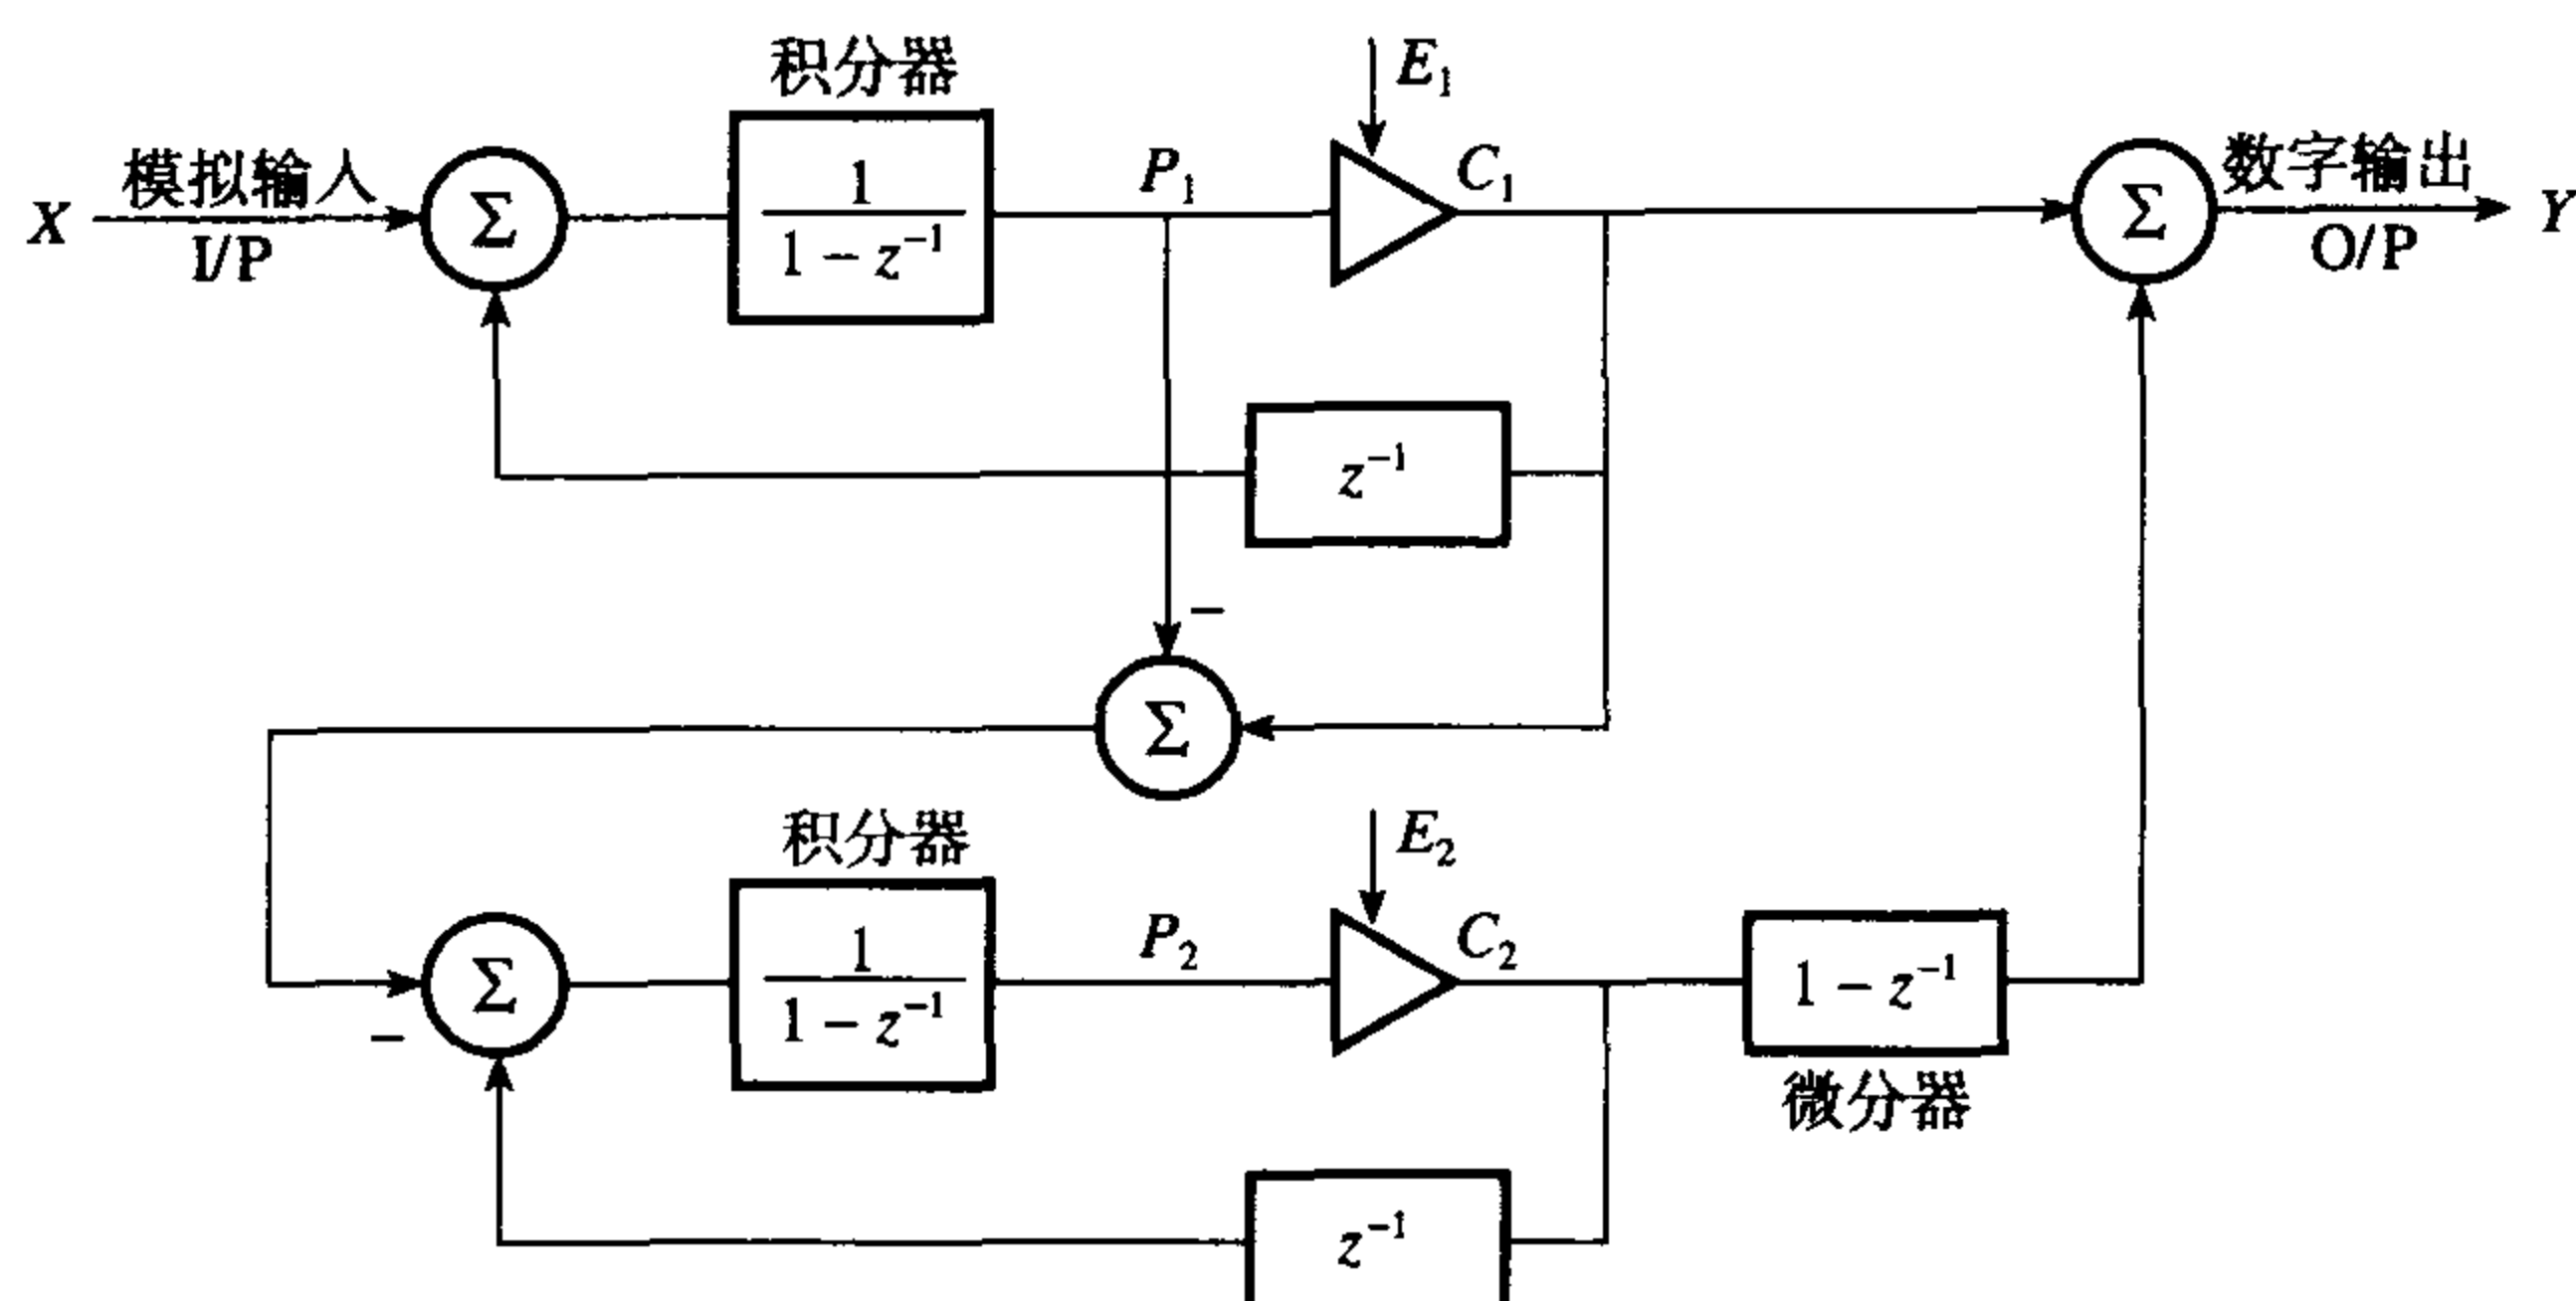 积分器
E₁
模拟输入
X
I/P
Σ
1
1 − z⁻¹
P₁
C₁
Σ
数字输出
O/P
Y
z⁻¹
−
Σ
积分器
E₂
−
Σ
1
1 − z⁻¹
P₂
C₂
1 − z⁻¹
微分器
z⁻¹